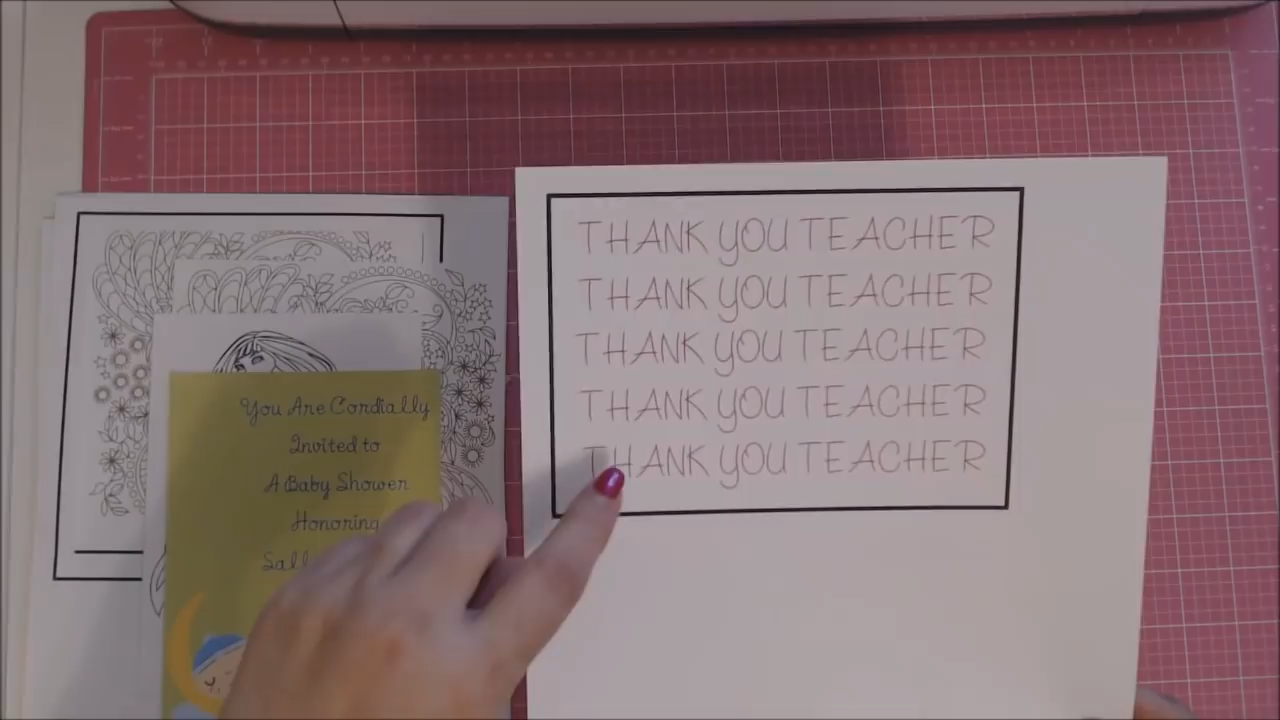 THANK YOU TEACHER
THANK YOU TEACHER
THANK YOU TEACHER
THANK YOU TEACHER
THANK YOU TEACHER
You Are Cordially
Invited to
A Baby Shower
Honoring